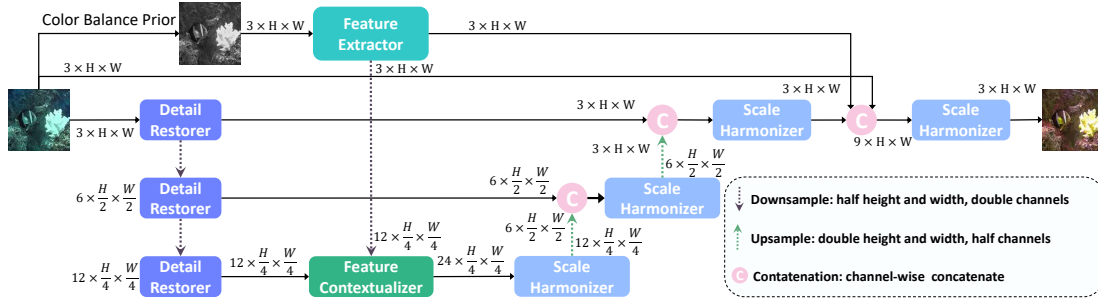 Color Balance Prior
3 × H × W
Feature
Extractor
3 × H × W
3 × H × W
3 × H × W
3 × H × W
Detail
Restorer
3 × H × W
3 × H × W
C
Scale
Harmonizer
3 × H × W
C
9 × H × W
Scale
Harmonizer
3 × H × W
3 × H × W
6 × H/2 × W/2
6 × H/2 × W/2
Detail
Restorer
6 × H/2 × W/2
C
Scale
Harmonizer
6 × H/2 × W/2
12 × H/4 × W/4
12 × H/4 × W/4
Detail
Restorer
12 × H/4 × W/4
12 × H/4 × W/4
Feature
Contextualizer
24 × H/4 × W/4
Scale
Harmonizer
Downsample: half height and width, double channels
Upsample: double height and width, half channels
C
Contatenation: channel-wise concatenate